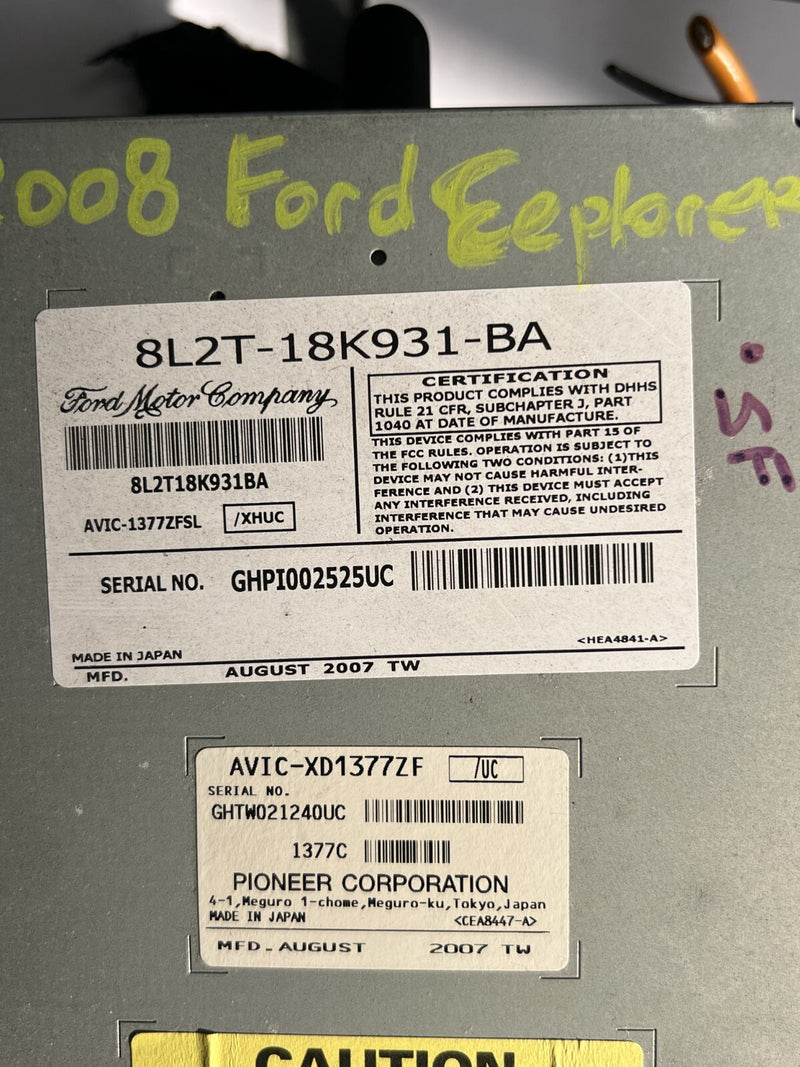 2008 Ford Eeplorer
8L2T-18K931-BA
Ford Motor Company
8L2T18K931BA
AVIC-1377ZFSL /XHUC
CERTIFICATION
THIS PRODUCT COMPLIES WITH DHHS
RULE 21 CFR, SUBCHAPTER J, PART
1040 AT DATE OF MANUFACTURE.
THIS DEVICE COMPLIES WITH PART 15 OF
THE FCC RULES. OPERATION IS SUBJECT TO
THE FOLLOWING TWO CONDITIONS: (1)THIS
DEVICE MAY NOT CAUSE HARMFUL INTER-
FERENCE AND (2) THIS DEVICE MUST ACCEPT
ANY INTERFERENCE RECEIVED, INCLUDING
INTERFERENCE THAT MAY CAUSE UNDESIRED
OPERATION.
SERIAL NO. GHPI002525UC
<HEA4841-A>
MADE IN JAPAN
MFD. AUGUST 2007 TW
.SF
AVIC-XD1377ZF /UC
SERIAL NO.
GHTW021240UC
1377C
PIONEER CORPORATION
4-1,Meguro 1-chome,Meguro-ku,Tokyo,Japan
MADE IN JAPAN <CEA8447-A>
MFD. AUGUST 2007 TW
CAUTION